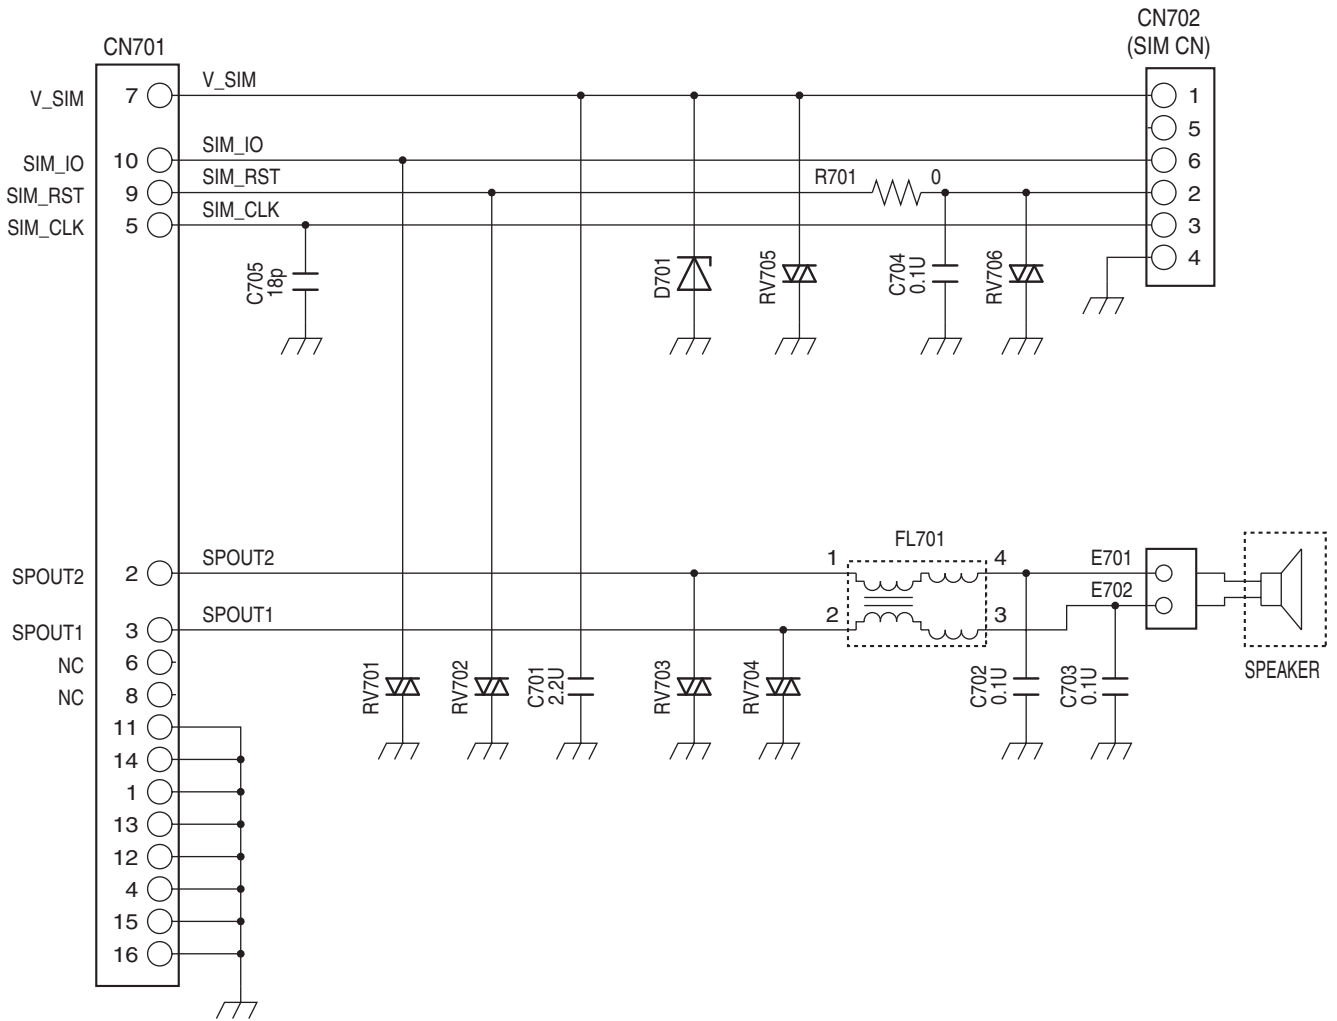 CN702
(SIM CN)
CN701
V_SIM 7 V_SIM 1
5
SIM_IO 10 SIM_IO 6
SIM_RST 9 SIM_RST R701 0 2
SIM_CLK 5 SIM_CLK 3
4
C705
18p
D701
RV705
C704
0.1U
RV706
FL701
SPOUT2 2 SPOUT2 1 4 E701
SPOUT1 3 SPOUT1 2 3 E702
SPEAKER
NC 6
NC 8
RV701
RV702
C701
2.2U
RV703
RV704
C702
0.1U
C703
0.1U
11
14
1
13
12
4
15
16